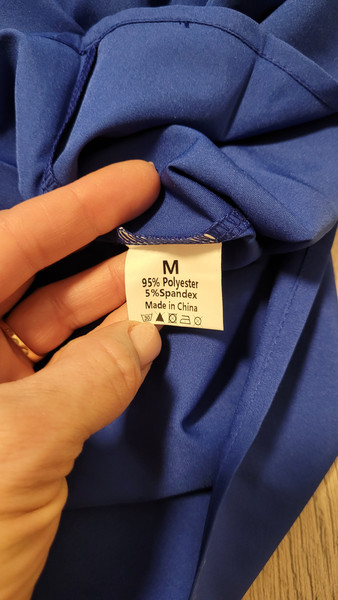 M
95% Polyester
5%Spandex
Made in China